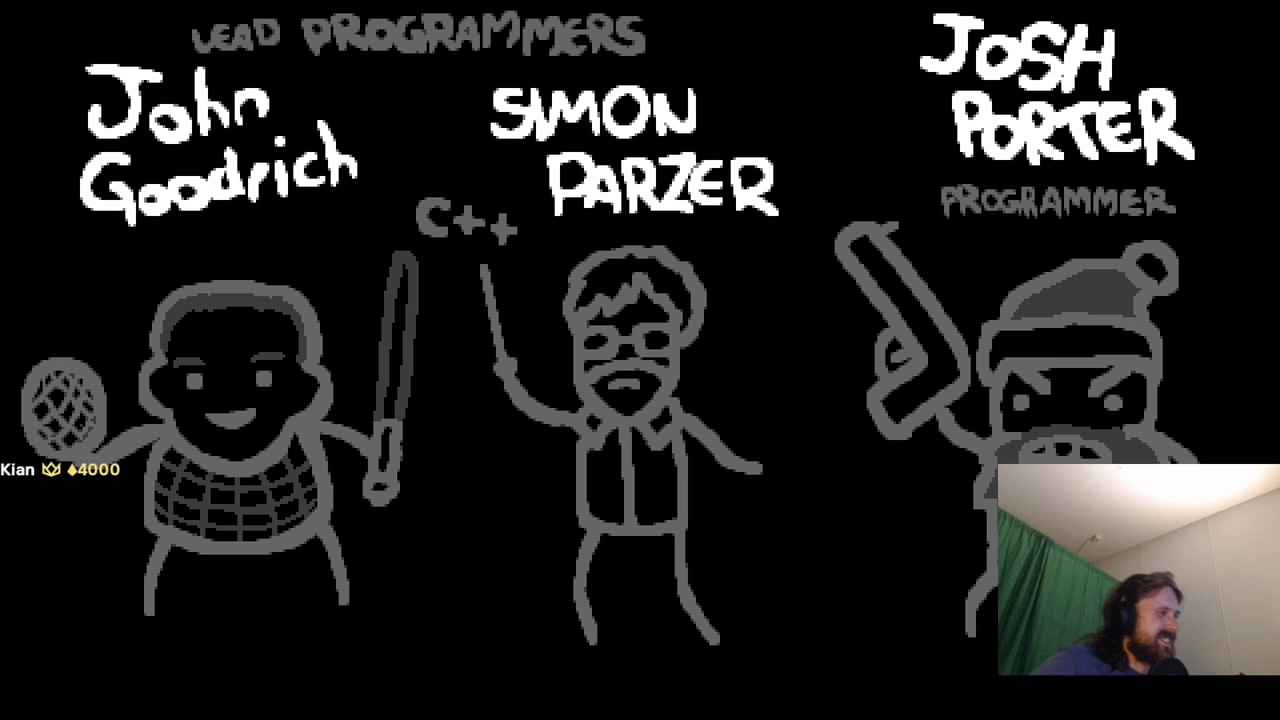 LEAD PROGRAMMERS
John
Goodrich
SIMON
PARZER
JOSH
PORTER
PROGRAMMER
C++
Kian 4000